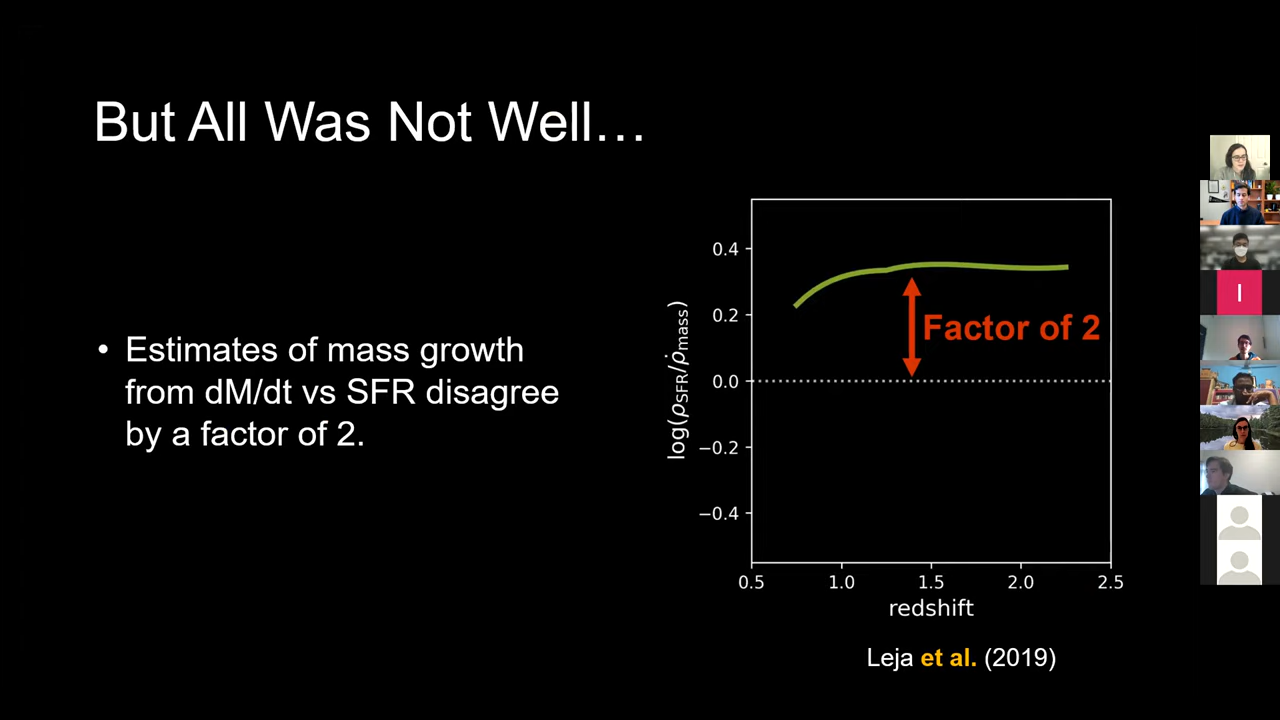 But All Was Not Well…
• Estimates of mass growth
from dM/dt vs SFR disagree
by a factor of 2.
0.4
0.2
0.0
−0.2
−0.4
log(ρSFR/ρ̇mass)
Factor of 2
0.5 1.0 1.5 2.0 2.5
redshift
Leja et al. (2019)
I